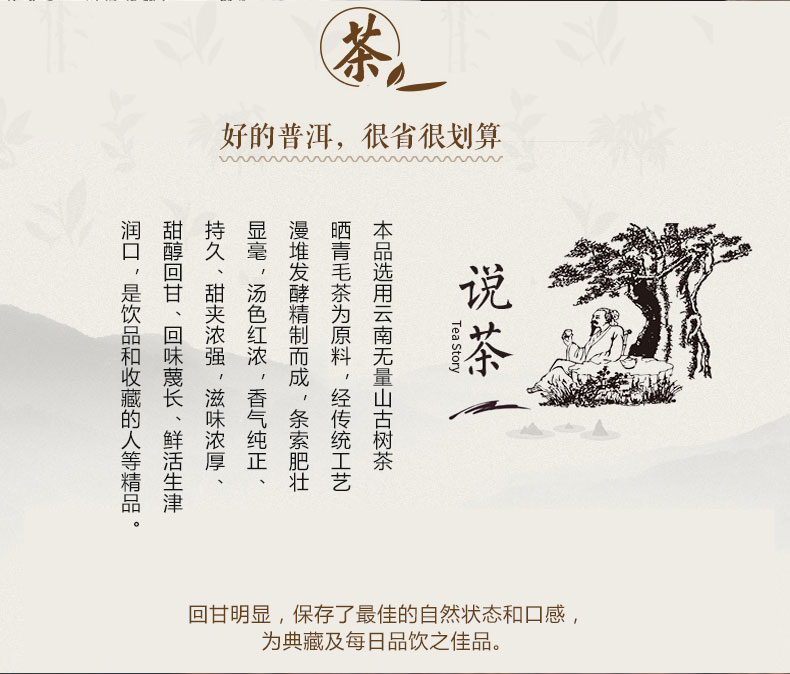 茶
好的普洱，很省很划算
说茶
Tea Story
本品选用云南无量山古树茶
晒青毛茶为原料，经传统工艺
漫堆发酵精制而成，条索肥壮
显毫，汤色红浓，香气纯正、
持久、甜夹浓强，滋味浓厚、
甜醇回甘、回味蔑长、鲜活生津
润口，是饮品和收藏的人等精品。
回甘明显，保存了最佳的自然状态和口感，
为典藏及每日品饮之佳品。